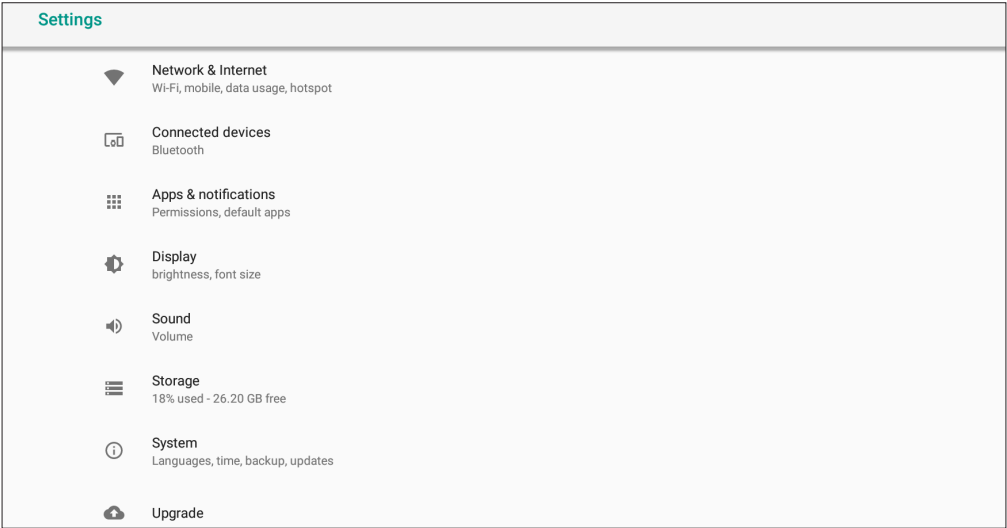 Settings
Network & Internet
Wi-Fi, mobile, data usage, hotspot
Connected devices
Bluetooth
Apps & notifications
Permissions, default apps
Display
brightness, font size
Sound
Volume
Storage
18% used - 26.20 GB free
System
Languages, time, backup, updates
Upgrade